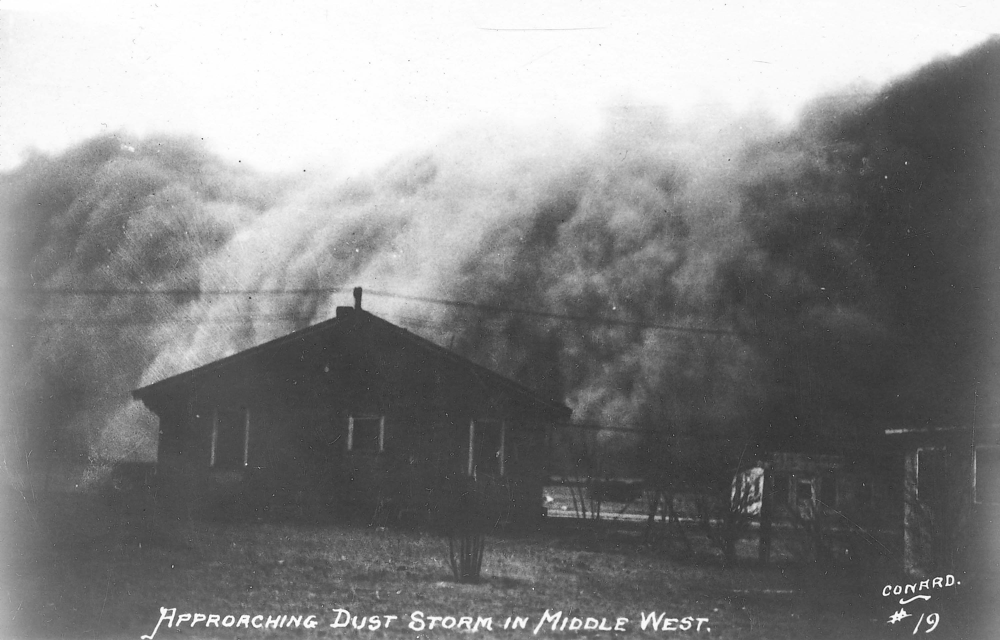 CONARD.
# 19
APPROACHING DUST STORM IN MIDDLE WEST.